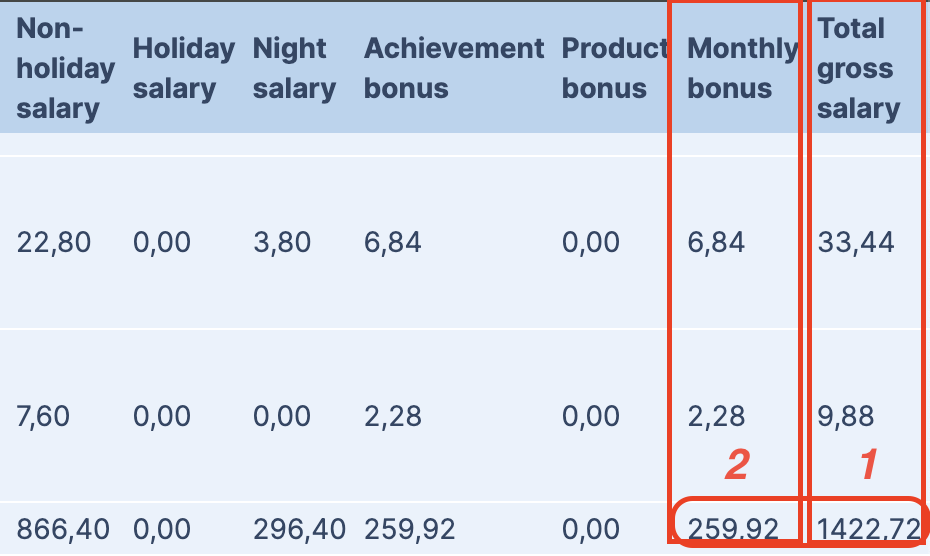 Non-holiday salary Holiday salary Night salary Achievement bonus Product bonus Monthly bonus Total gross salary
22,80 0,00 3,80 6,84 0,00 6,84 33,44
7,60 0,00 0,00 2,28 0,00 2,28 9,88
2 1
866,40 0,00 296,40 259,92 0,00 259,92 1422,72